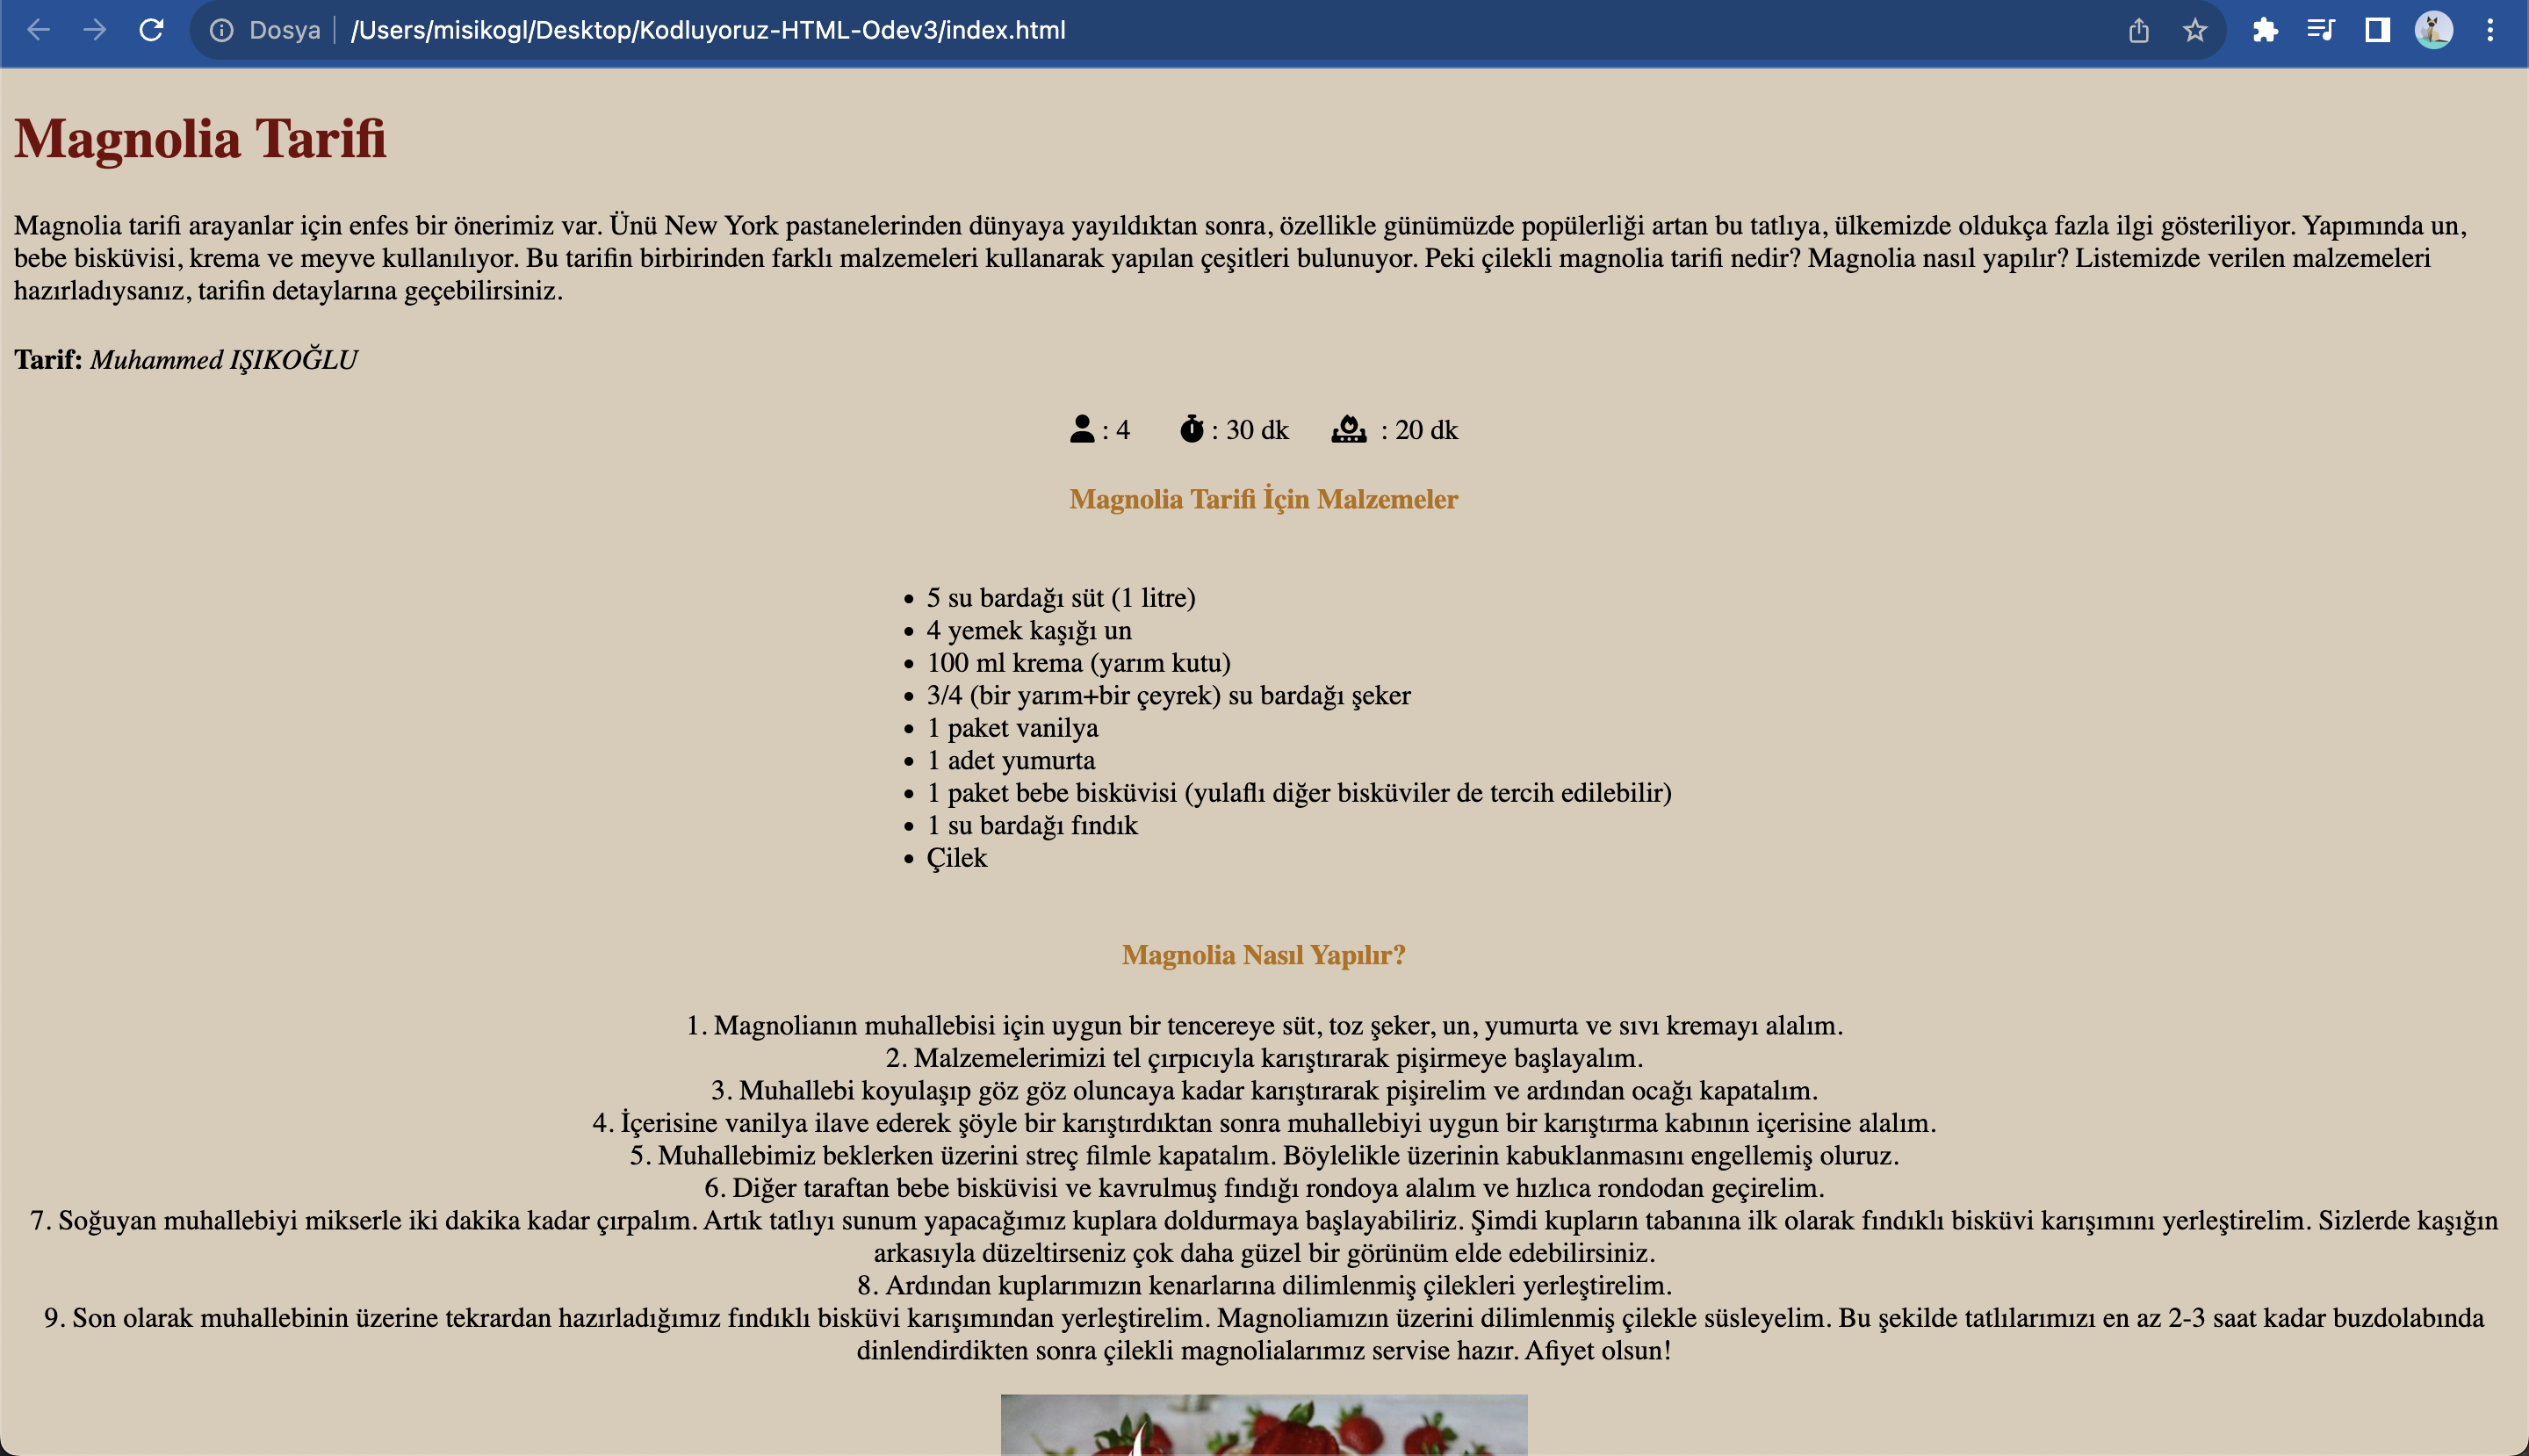 Dosya /Users/misikogl/Desktop/Kodluyoruz-HTML-Odev3/index.html
Magnolia Tarifi
Magnolia tarifi arayanlar için enfes bir önerimiz var. Ünü New York pastanelerinden dünyaya yayıldıktan sonra, özellikle günümüzde popülerliği artan bu tatlıya, ülkemizde oldukça fazla ilgi gösteriliyor. Yapımında un,
bebe bisküvisi, krema ve meyve kullanılıyor. Bu tarifin birbirinden farklı malzemeleri kullanarak yapılan çeşitleri bulunuyor. Peki çilekli magnolia tarifi nedir? Magnolia nasıl yapılır? Listemizde verilen malzemeleri
hazırladıysanız, tarifin detaylarına geçebilirsiniz.
Tarif: Muhammed IŞIKOĞLU
: 4 : 30 dk : 20 dk
Magnolia Tarifi İçin Malzemeler
• 5 su bardağı süt (1 litre)
• 4 yemek kaşığı un
• 100 ml krema (yarım kutu)
• 3/4 (bir yarım+bir çeyrek) su bardağı şeker
• 1 paket vanilya
• 1 adet yumurta
• 1 paket bebe bisküvisi (yulaflı diğer bisküviler de tercih edilebilir)
• 1 su bardağı fındık
• Çilek
Magnolia Nasıl Yapılır?
1. Magnolianın muhallebisi için uygun bir tencereye süt, toz şeker, un, yumurta ve sıvı kremayı alalım.
2. Malzemelerimizi tel çırpıcıyla karıştırarak pişirmeye başlayalım.
3. Muhallebi koyulaşıp göz göz oluncaya kadar karıştırarak pişirelim ve ardından ocağı kapatalım.
4. İçerisine vanilya ilave ederek şöyle bir karıştırdıktan sonra muhallebiyi uygun bir karıştırma kabının içerisine alalım.
5. Muhallebimiz beklerken üzerini streç filmle kapatalım. Böylelikle üzerinin kabuklanmasını engellemiş oluruz.
6. Diğer taraftan bebe bisküvisi ve kavrulmuş fındığı rondoya alalım ve hızlıca rondodan geçirelim.
7. Soğuyan muhallebiyi mikserle iki dakika kadar çırpalım. Artık tatlıyı sunum yapacağımız kuplara doldurmaya başlayabiliriz. Şimdi kupların tabanına ilk olarak fındıklı bisküvi karışımını yerleştirelim. Sizlerde kaşığın
arkasıyla düzeltirseniz çok daha güzel bir görünüm elde edebilirsiniz.
8. Ardından kuplarımızın kenarlarına dilimlenmiş çilekleri yerleştirelim.
9. Son olarak muhallebinin üzerine tekrardan hazırladığımız fındıklı bisküvi karışımından yerleştirelim. Magnoliamızın üzerini dilimlenmiş çilekle süsleyelim. Bu şekilde tatlılarımızı en az 2-3 saat kadar buzdolabında
dinlendirdikten sonra çilekli magnolialarımız servise hazır. Afiyet olsun!